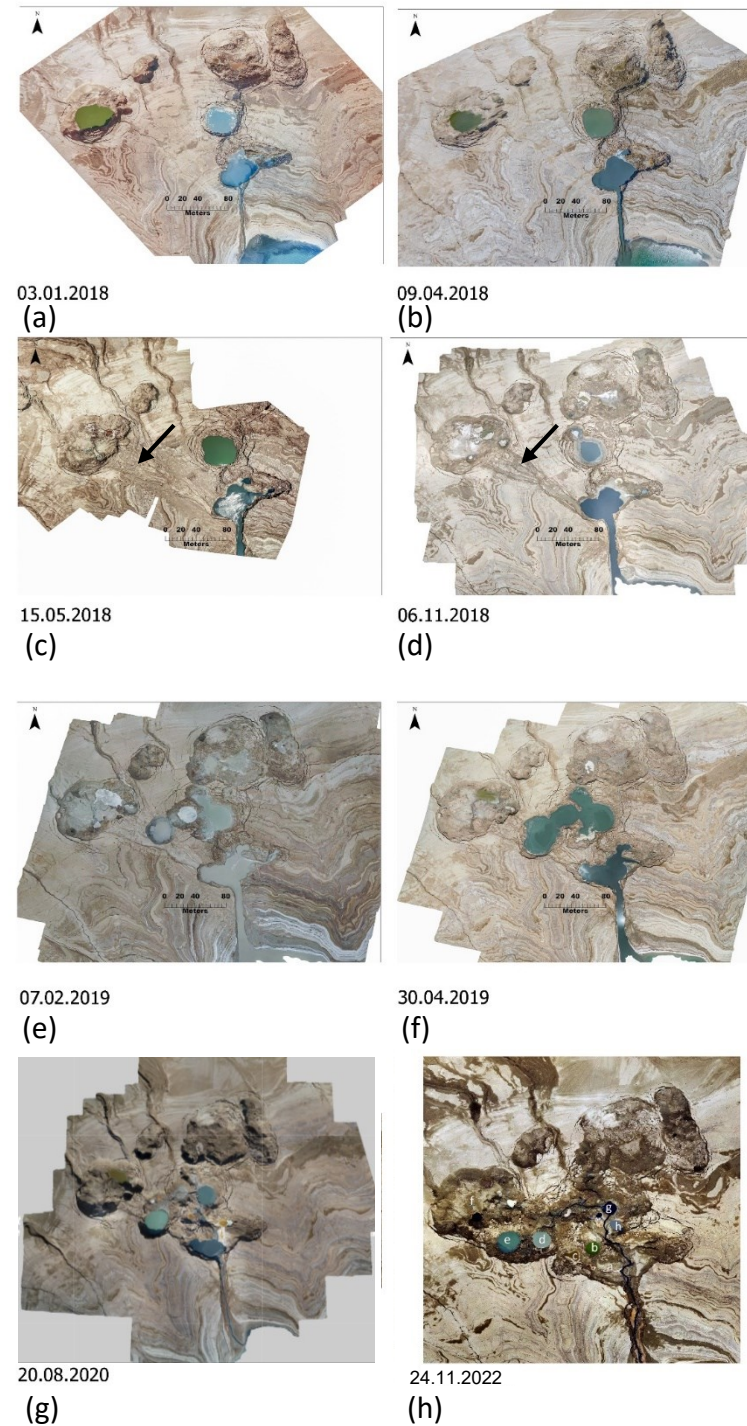 N
0 20 40 80
Meters
03.01.2018
(a)
N
0 20 40 80
Meters
09.04.2018
(b)
N
0 20 40 80
Meters
15.05.2018
(c)
N
0 20 40 80
Meters
06.11.2018
(d)
N
0 20 40 80
Meters
07.02.2019
(e)
N
0 20 40 80
Meters
30.04.2019
(f)
20.08.2020
(g)
f
g
h
e
d
b
24.11.2022
(h)